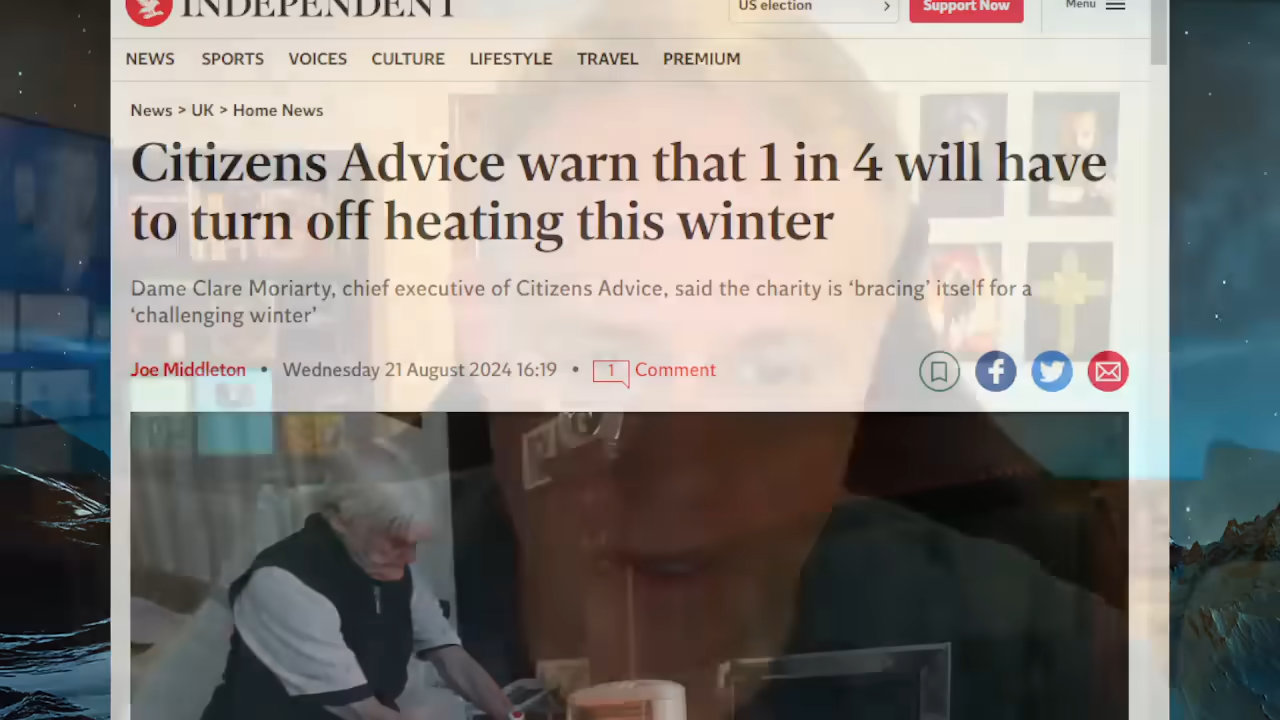 INDEPENDENT
US election
Support Now
Menu
NEWS SPORTS VOICES CULTURE LIFESTYLE TRAVEL PREMIUM
News > UK > Home News
Citizens Advice warn that 1 in 4 will have
to turn off heating this winter
Dame Clare Moriarty, chief executive of Citizens Advice, said the charity is ‘bracing’ itself for a
‘challenging winter’
Joe Middleton • Wednesday 21 August 2024 16:19 • 1 Comment